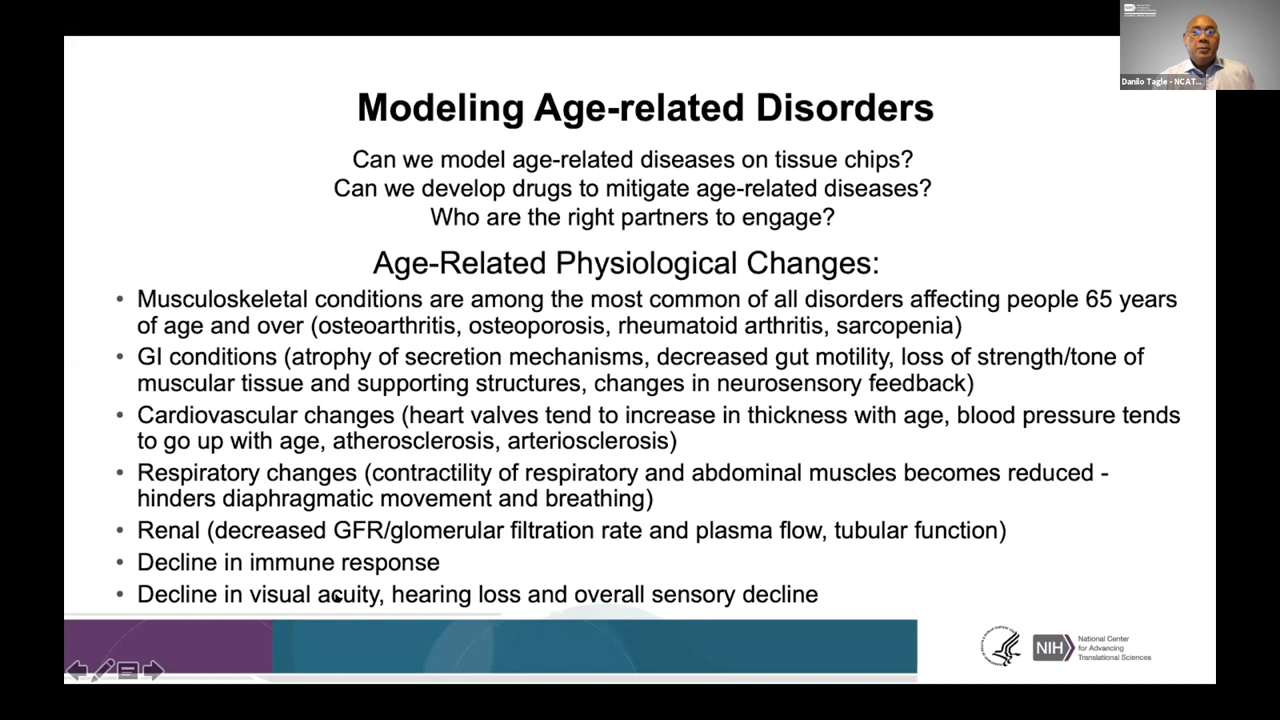 Modeling Age-related Disorders
Can we model age-related diseases on tissue chips?
Can we develop drugs to mitigate age-related diseases?
Who are the right partners to engage?
Age-Related Physiological Changes:
• Musculoskeletal conditions are among the most common of all disorders affecting people 65 years
of age and over (osteoarthritis, osteoporosis, rheumatoid arthritis, sarcopenia)
• GI conditions (atrophy of secretion mechanisms, decreased gut motility, loss of strength/tone of
muscular tissue and supporting structures, changes in neurosensory feedback)
• Cardiovascular changes (heart valves tend to increase in thickness with age, blood pressure tends
to go up with age, atherosclerosis, arteriosclerosis)
• Respiratory changes (contractility of respiratory and abdominal muscles becomes reduced -
hinders diaphragmatic movement and breathing)
• Renal (decreased GFR/glomerular filtration rate and plasma flow, tubular function)
• Decline in immune response
• Decline in visual acuity, hearing loss and overall sensory decline
NIH
National Center
for Advancing
Translational Sciences
NIH
Danilo Tagle - NCAT...